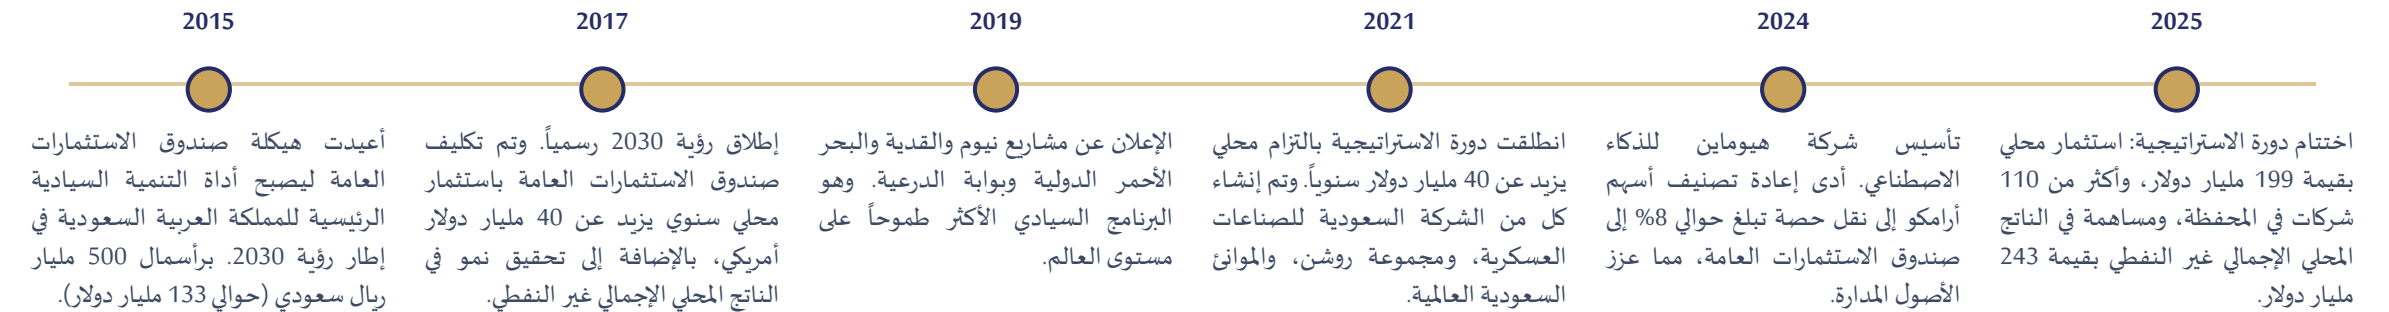 2015
أعيدت هيكلة صندوق الاستثمارات
العامة ليصبح أداة التنمية السيادية
الرئيسية للمملكة العربية السعودية في
إطار رؤية 2030. برأسمال 500 مليار
ريال سعودي (حوالي 133 مليار دولار).
2017
إطلاق رؤية 2030 رسمياً. وتم تكليف
صندوق الاستثمارات العامة باستثمار
محلي سنوي يزيد عن 40 مليار دولار
أمريكي، بالإضافة إلى تحقيق نمو في
الناتج المحلي الإجمالي غير النفطي.
2019
الإعلان عن مشاريع نيوم والقدية والبحر
الأحمر الدولية وبوابة الدرعية. وهو
البرنامج السيادي الأكثر طموحاً على
مستوى العالم.
2021
انطلقت دورة الاستراتيجية بالتزام محلي
يزيد عن 40 مليار دولار سنوياً. وتم إنشاء
كل من الشركة السعودية للصناعات
العسكرية، ومجموعة روشن، والموانئ
السعودية العالمية.
2024
تأسيس شركة هيوماين للذكاء
الاصطناعي. أدى إعادة تصنيف أسهم
أرامكو إلى نقل حصة تبلغ حوالي 8% إلى
صندوق الاستثمارات العامة، مما عزز
الأصول المدارة.
2025
اختتام دورة الاستراتيجية: استثمار محلي
بقيمة 199 مليار دولار، وأكثر من 110
شركات في المحفظة، ومساهمة في الناتج
المحلي الإجمالي غير النفطي بقيمة 243
مليار دولار.